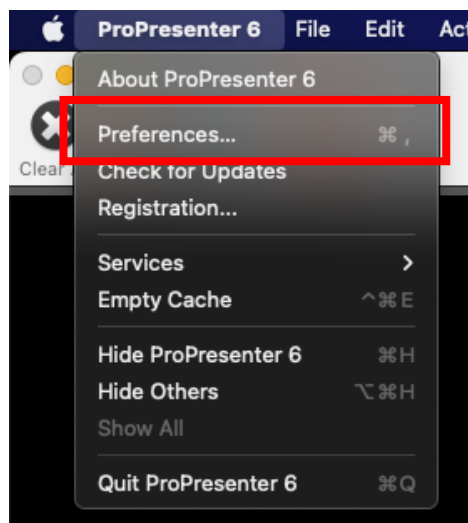 ProPresenter 6 File Edit Act
About ProPresenter 6
Preferences... ⌘ ,
Clear
Check for Updates
Registration...
Services >
Empty Cache ^⌘E
Hide ProPresenter 6 ⌘H
Hide Others ⌥⌘H
Show All
Quit ProPresenter 6 ⌘Q